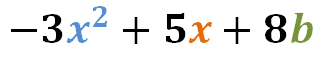 −3x² + 5x + 8b